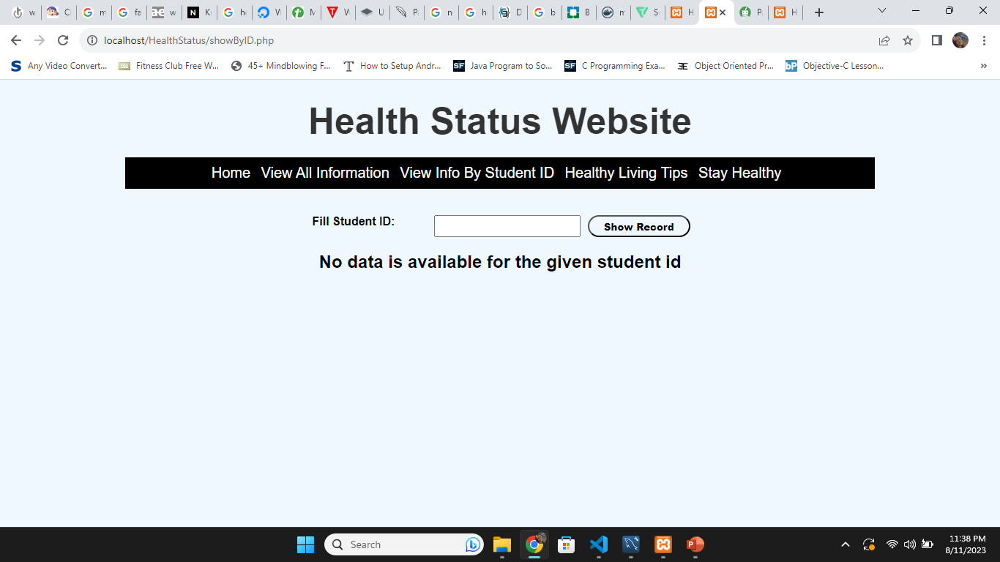 localhost/HealthStatus/showByID.php
Any Video Convert... Fitness Club Free W... 45+ Mindblowing F... How to Setup Andr... Java Program to So... C Programming Exa... Object Oriented Pr... Objective-C Lesson... »
Health Status Website
Home View All Information View Info By Student ID Healthy Living Tips Stay Healthy
Fill Student ID: Show Record
No data is available for the given student id
Search
11:38 PM
8/11/2023